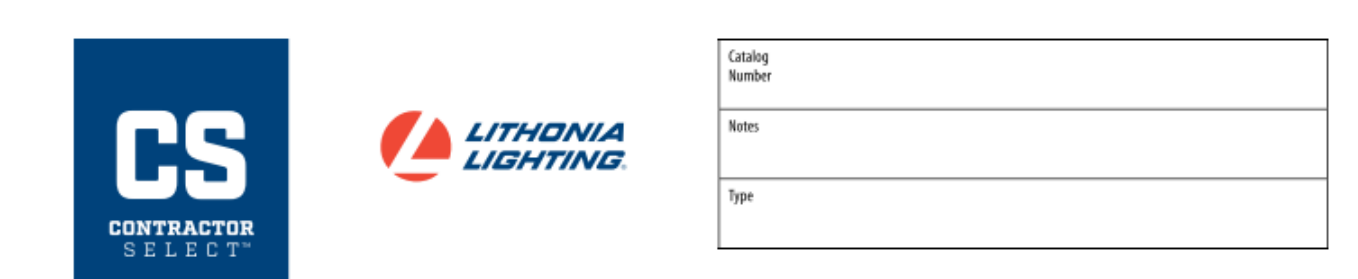 CS
CONTRACTOR
SELECT™
LITHONIA
LIGHTING®
Catalog
Number
Notes
Type